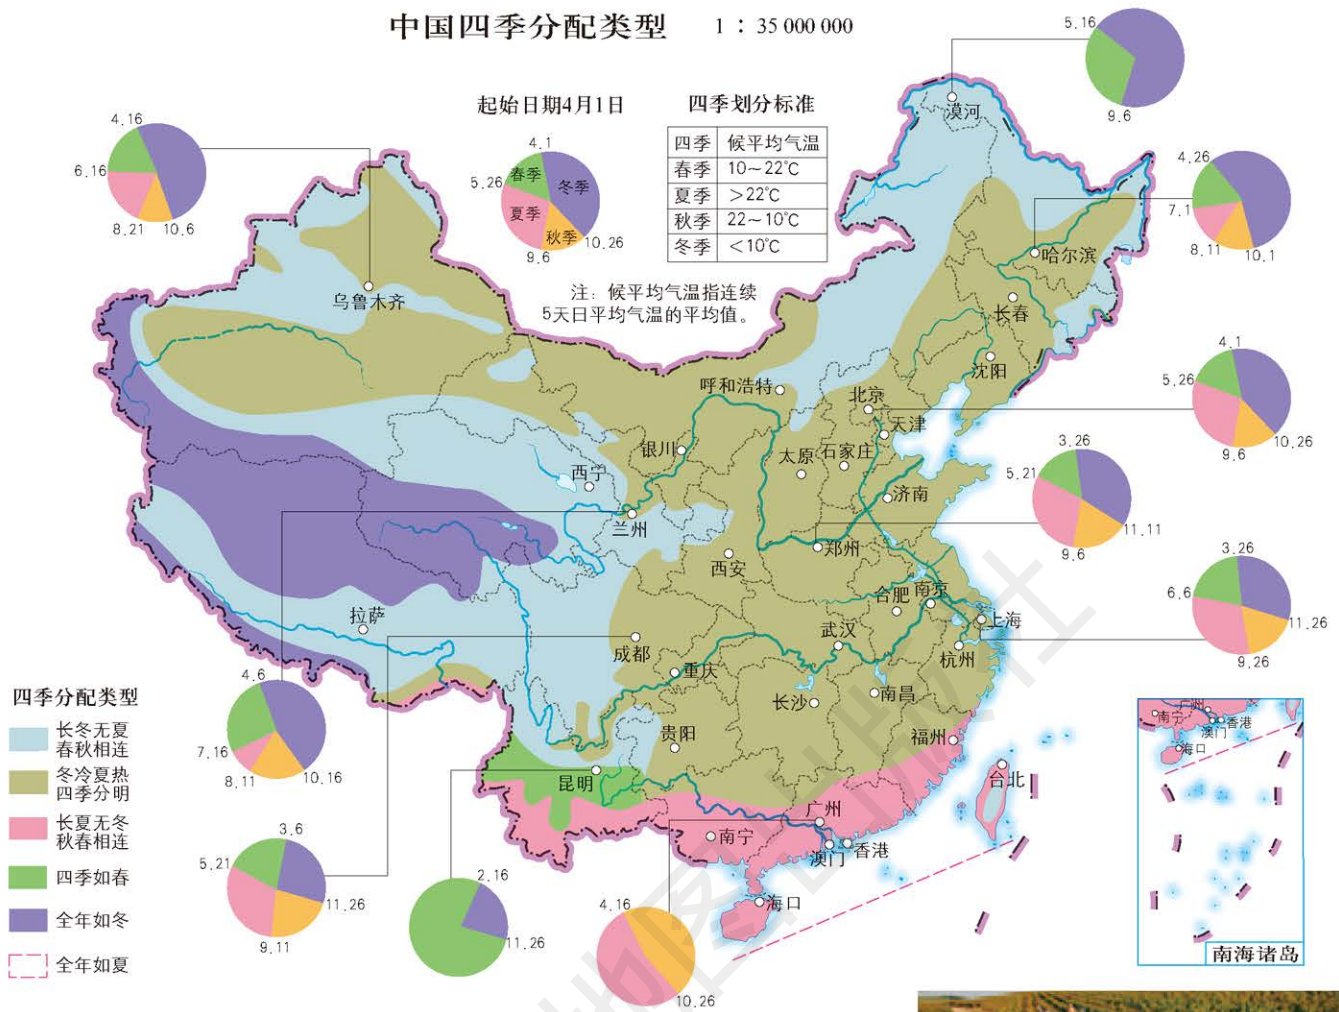 中国四季分配类型 1：35 000 000
起始日期4月1日
4.1
春季
冬季
5.26
夏季
秋季
10.26
9.6
四季划分标准
四季 候平均气温
春季 10～22℃
夏季 ＞22℃
秋季 22～10℃
冬季 ＜10℃
注：候平均气温指连续
5天日平均气温的平均值。
5.16
9.6
4.16
6.16
8.21
10.6
4.26
7.1
8.11
10.1
4.1
5.26
9.6
10.26
3.26
5.21
9.6
11.11
3.26
6.6
9.26
11.26
4.6
7.16
8.11
10.16
3.6
5.21
9.11
11.26
2.16
11.26
4.16
10.26
漠河
哈尔滨
长春
沈阳
乌鲁木齐
呼和浩特
北京
天津
银川
太原
石家庄
西宁
济南
兰州
郑州
西安
合肥
南京
上海
拉萨
成都
武汉
杭州
重庆
长沙
南昌
贵阳
福州
昆明
台北
广州
南宁
澳门
香港
海口
四季分配类型
长冬无夏
春秋相连
冬冷夏热
四季分明
长夏无冬
秋春相连
四季如春
全年如冬
全年如夏
广州
南宁
香港
澳门
海口
南海诸岛
地图出版社